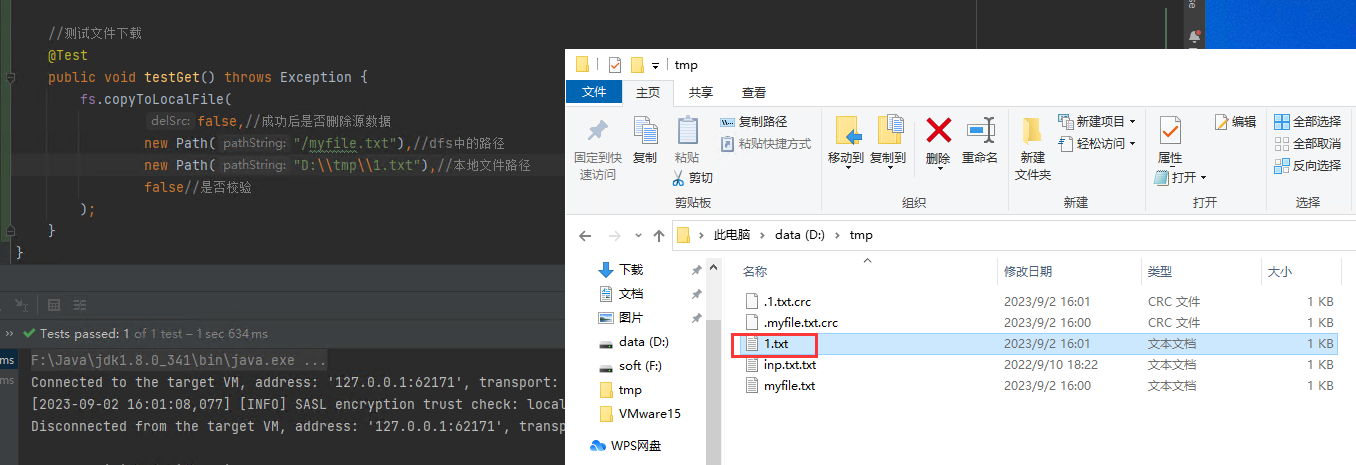 //测试文件下载
@Test
public void testGet() throws Exception {
fs.copyToLocalFile(
delSrc: false,//成功后是否删除源数据
new Path( pathString: "/myfile.txt"),//dfs中的路径
new Path( pathString: "D:\\tmp\\1.txt"),//本地文件路径
false//是否校验
);
}
}
Tests passed: 1 of 1 test – 1 sec 634 ms
ms
ms
F:\Java\jdk1.8.0_341\bin\java.exe ...
Connected to the target VM, address: '127.0.0.1:62171', transport:
[2023-09-02 16:01:08,077] [INFO] SASL encryption trust check: local
Disconnected from the target VM, address: '127.0.0.1:62171', transp
tmp
文件 主页 共享 查看
固定到快速访问
复制
粘贴
复制路径
粘贴快捷方式
剪切
剪贴板
移动到 复制到 删除 重命名
组织
新建
文件夹
新建项目
轻松访问
新建
属性
打开
编辑
打开
全部选择
全部取消
反向选择
选择
此电脑 › data (D:) › tmp
名称 修改日期 类型 大小
.1.txt.crc 2023/9/2 16:01 CRC 文件 1 KB
.myfile.txt.crc 2023/9/2 16:00 CRC 文件 1 KB
1.txt 2023/9/2 16:01 文本文档 1 KB
inp.txt.txt 2022/9/10 18:22 文本文档 1 KB
myfile.txt 2023/9/2 16:00 文本文档 1 KB
下载
文档
图片
data (D:)
soft (F:)
tmp
VMware15
WPS网盘